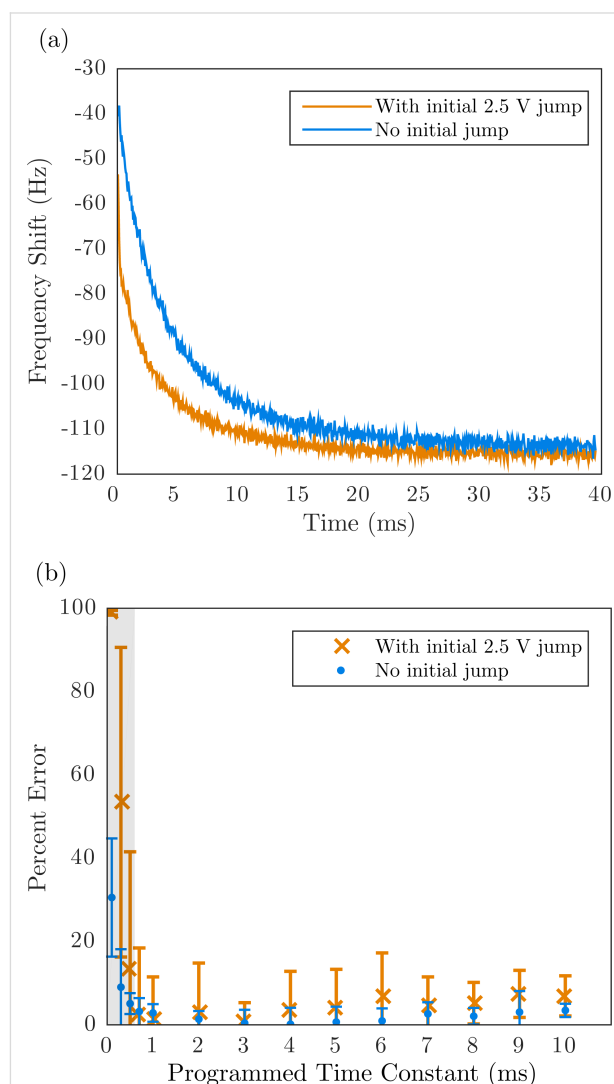 (a)
-30
-40
-50
-60
-70
-80
-90
-100
-110
-120
Frequency Shift (Hz)
With initial 2.5 V jump
No initial jump
0 5 10 15 20 25 30 35 40
Time (ms)
(b)
100
80
60
40
20
0
Percent Error
With initial 2.5 V jump
No initial jump
0 1 2 3 4 5 6 7 8 9 10
Programmed Time Constant (ms)